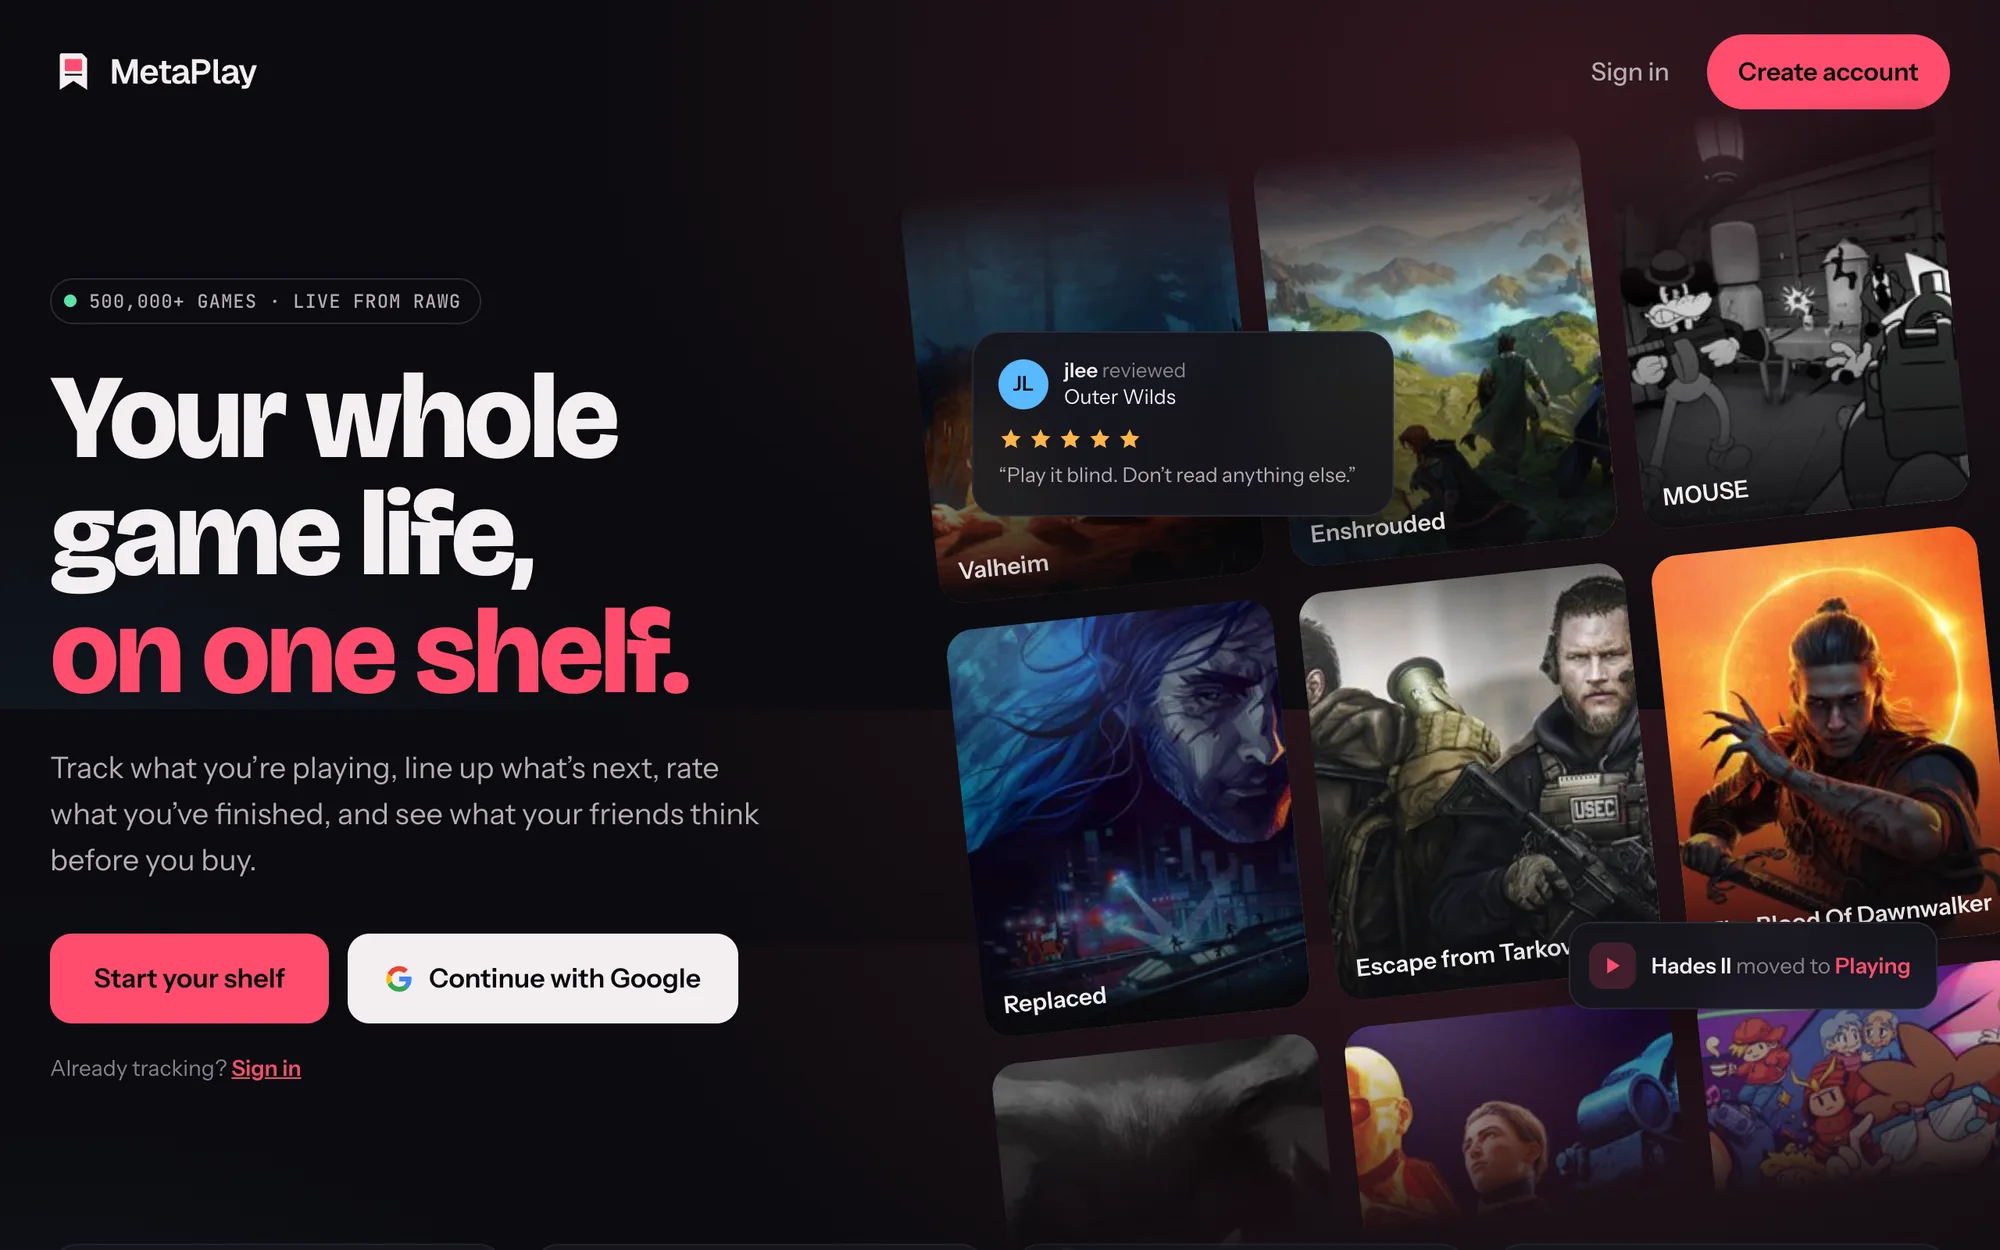 MetaPlay
Sign in
Create account
500,000+ GAMES · LIVE FROM RAWG
Your whole
game life,
on one shelf.
Track what you’re playing, line up what’s next, rate
what you’ve finished, and see what your friends think
before you buy.
Start your shelf
Continue with Google
Already tracking? Sign in
JL
jlee reviewed
Outer Wilds
“Play it blind. Don’t read anything else.”
Valheim
Enshrouded
MOUSE
Replaced
USEC
Escape from Tarkov
Blood Of Dawnwalker
Hades II moved to Playing